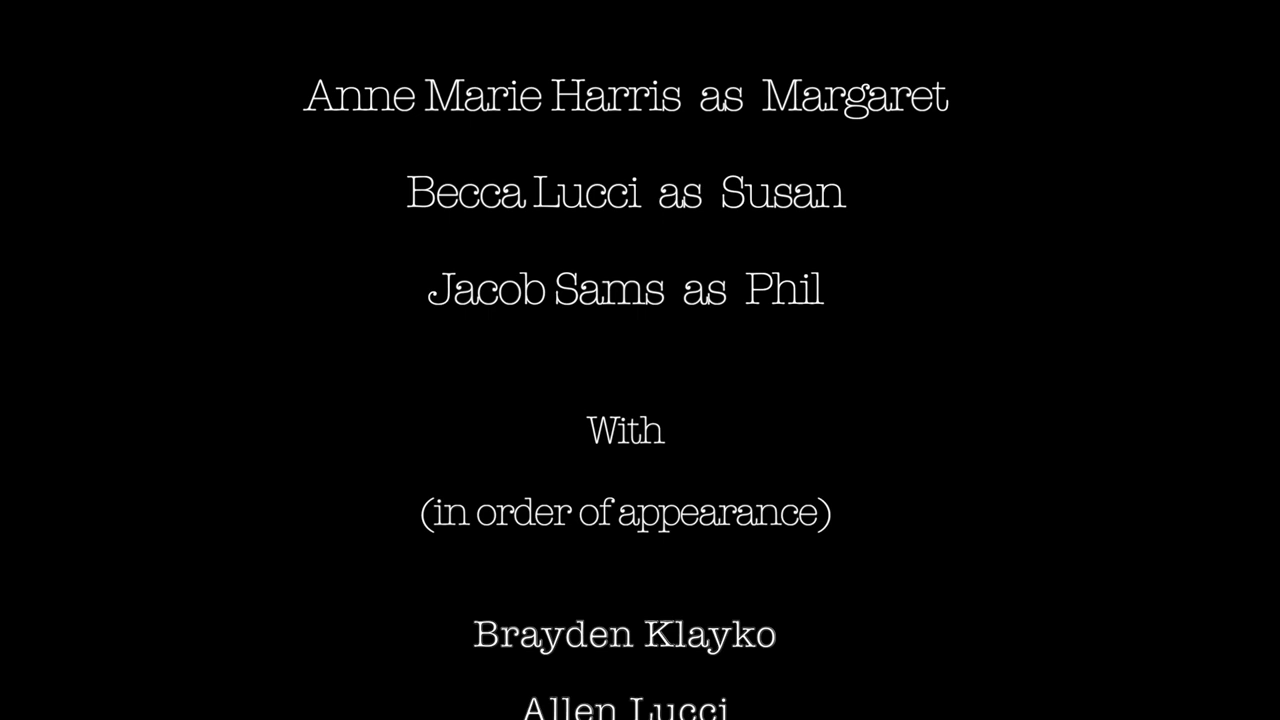 Anne Marie Harris as Margaret
Becca Lucci as Susan
Jacob Sams as Phil
With
(in order of appearance)
Brayden Klayko
Allen Lucci